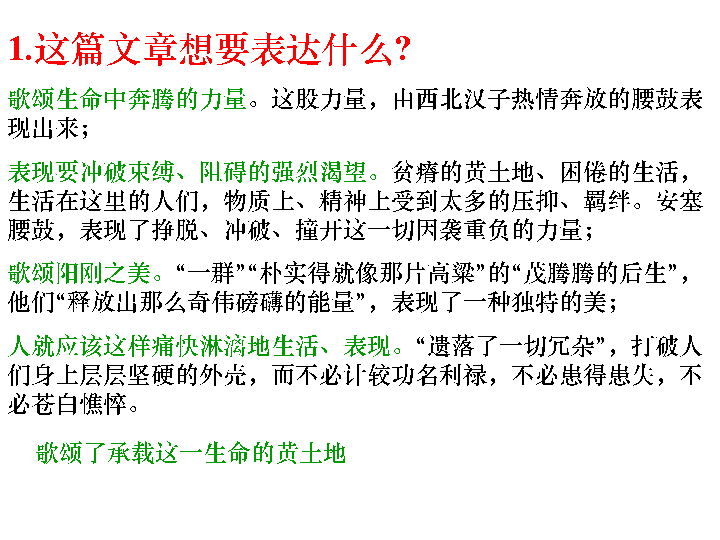 1.这篇文章想要表达什么?
歌颂生命中奔腾的力量。这股力量，由西北汉子热情奔放的腰鼓表
现出来；
表现要冲破束缚、阻碍的强烈渴望。贫瘠的黄土地、困倦的生活，
生活在这里的人们，物质上、精神上受到太多的压抑、羁绊。安塞
腰鼓，表现了挣脱、冲破、撞开这一切因袭重负的力量；
歌颂阳刚之美。“一群”“朴实得就像那片高粱”的“茂腾腾的后生”，
他们“释放出那么奇伟磅礴的能量”，表现了一种独特的美；
人就应该这样痛快淋漓地生活、表现。“遗落了一切冗杂”，打破人
们身上层层坚硬的外壳，而不必计较功名利禄，不必患得患失，不
必苍白憔悴。
歌颂了承载这一生命的黄土地